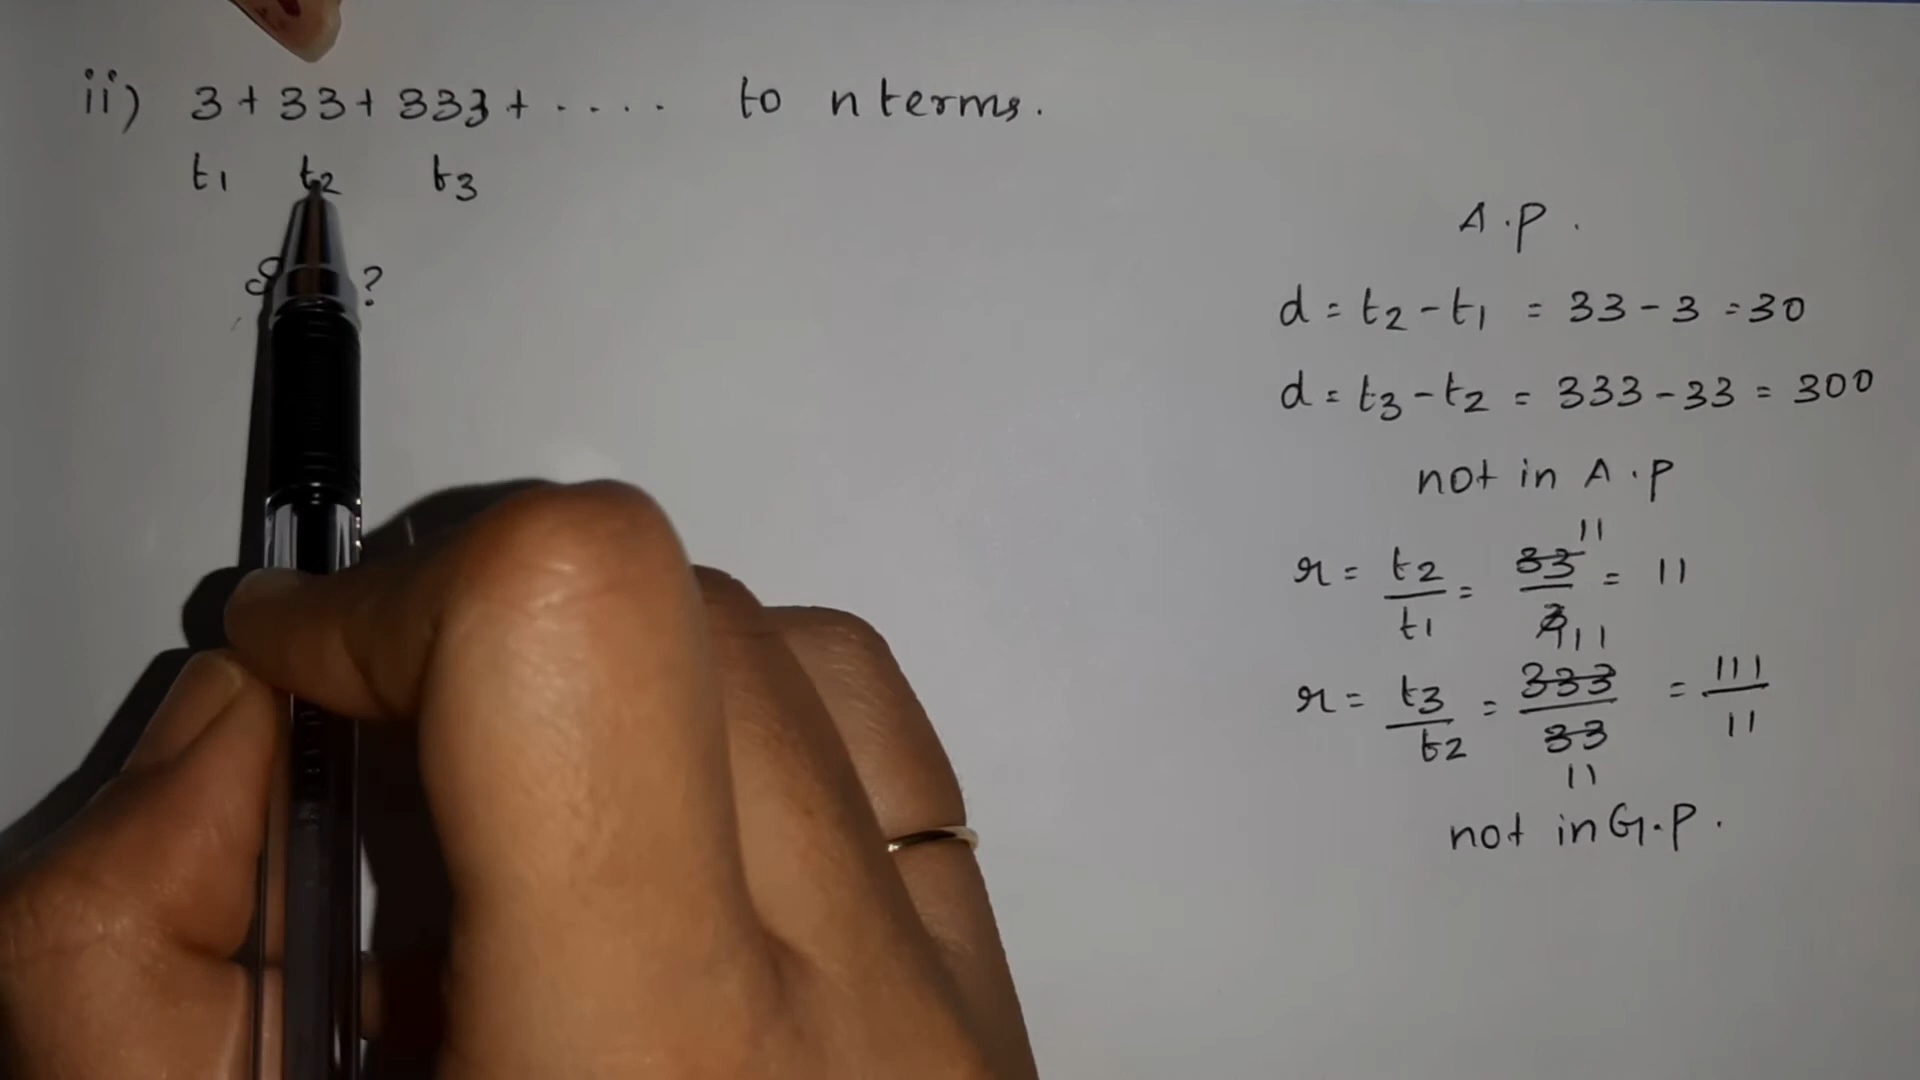 ii) 3 + 33 + 333 + ..... to n terms.
t1 t2 t3
S ?
A.P.
d = t2 - t1 = 33 - 3 = 30
d = t3 - t2 = 333 - 33 = 300
not in A.P
11
r = t2/t1 = 33/3 = 11
11
r = t3/t2 = 333/33 = 111/11
11
not in G.P.